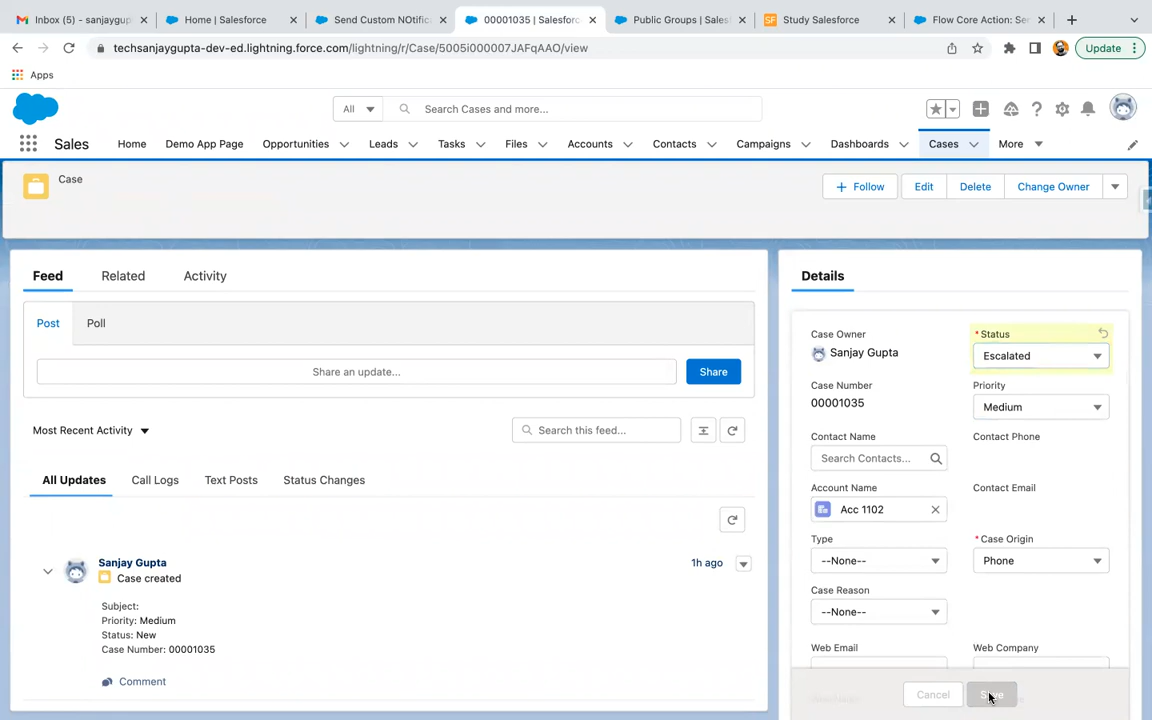 Inbox (5) - sanjaygup
Home | Salesforce
Send Custom NOtific
00001035 | Salesforc
Public Groups | Sales
Study Salesforce
Flow Core Action: Sen
techsanjaygupta-dev-ed.lightning.force.com/lightning/r/Case/5005i000007JAFqAAO/view
Update
Apps
All
Search Cases and more...
Sales
Home
Demo App Page
Opportunities
Leads
Tasks
Files
Accounts
Contacts
Campaigns
Dashboards
Cases
More
Case
+ Follow
Edit
Delete
Change Owner
Feed
Related
Activity
Post
Poll
Share an update...
Share
Most Recent Activity
Search this feed...
All Updates
Call Logs
Text Posts
Status Changes
Sanjay Gupta
1h ago
Case created
Subject:
Priority: Medium
Status: New
Case Number: 00001035
Comment
Details
Case Owner
Sanjay Gupta
* Status
Escalated
Case Number
00001035
Priority
Medium
Contact Name
Search Contacts...
Contact Phone
Account Name
Acc 1102
Contact Email
Type
--None--
* Case Origin
Phone
Case Reason
--None--
Web Email
Web Company
Cancel
Save